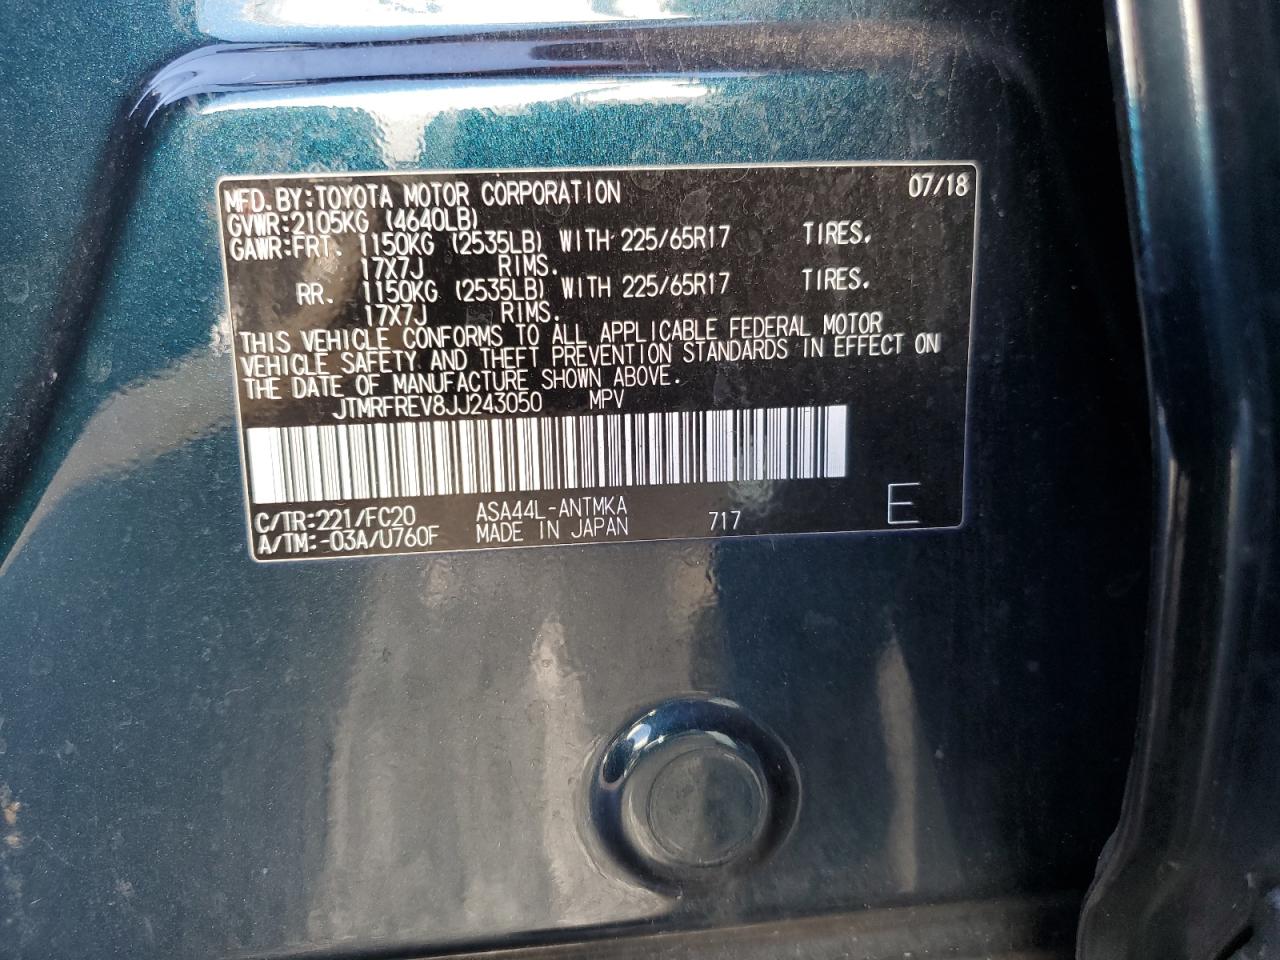 MFD.BY:TOYOTA MOTOR CORPORATION 07/18
GVWR:2105KG (4640LB)
GAWR:FRT. 1150KG (2535LB) WITH 225/65R17 TIRES.
17X7J RIMS.
RR. 1150KG (2535LB) WITH 225/65R17 TIRES.
17X7J RIMS.
THIS VEHICLE CONFORMS TO ALL APPLICABLE FEDERAL MOTOR
VEHICLE SAFETY AND THEFT PREVENTION STANDARDS IN EFFECT ON
THE DATE OF MANUFACTURE SHOWN ABOVE.
JTMRFREV8JJ243050 MPV
C/TR:221/FC20 ASA44L-ANTMKA
A/TM:-03A/U760F MADE IN JAPAN 717 E